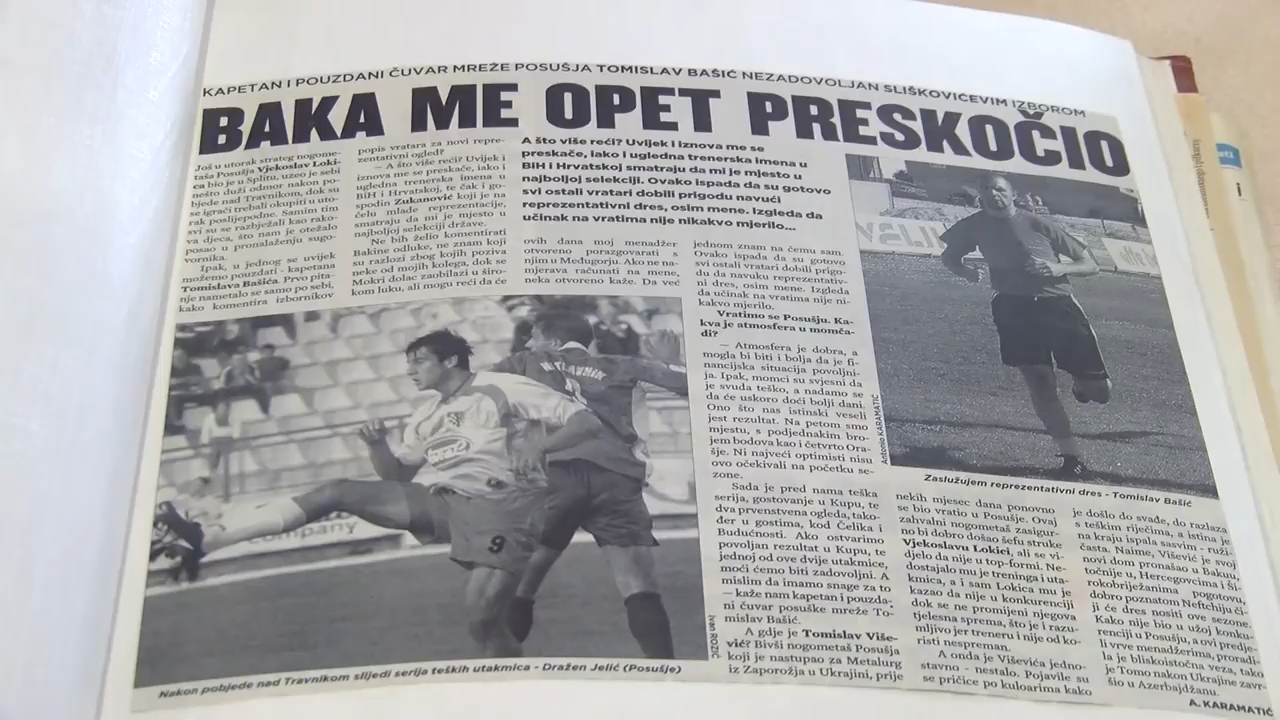 KAPETAN I POUZDANI ČUVAR MREŽE POSUŠJA TOMISLAV BAŠIĆ NEZADOVOLJAN SLIŠKOVIĆEVIM IZBOROM
BAKA ME OPET PRESKOČIO
Još u utorak strateg nogome-
taša Posušja Vjekoslav Loki-
ca bio je u Splitu, uzeo je sebi
nešto duži odmor nakon po-
bjede nad Travnikom, dok su
se igrači trebali okupiti u uto-
rak poslijepodne. Samim tim
svi su se razbježali kao rako-
va djeca, što nam je otežalo
posao u pronalaženju sugo-
vornika.
Ipak, u jednog se uvijek
možemo pouzdati - kapetana
Tomislava Bašića. Prvo pita-
nje nametalo se samo po sebi,
kako komentira izbornikov
popis vratara za novi repre-
zentativni ogled?
— A što više reći? Uvijek i
iznova me se preskače, iako i
ugledna trenerska imena u
BiH i Hrvatskoj, te čak i go-
spodin Zukanović koji je na
čelu mlade reprezentacije,
smatraju da mi je mjesto u
najboljoj selekciji države.
Ne bih želio komentirati
Bakine odluke, ne znam koji
su razlozi zbog kojih poziva
neke od mojih kolega, dok se
Mokri dolac zaobilazi u širo-
kom luku, ali mogu reći da će
A što više reći? Uvijek i iznova me se
preskače, iako i ugledna trenerska imena u
BiH i Hrvatskoj smatraju da mi je mjesto u
najboljoj selekciji. Ovako ispada da su gotovo
svi ostali vratari dobili prigodu navući
reprezentativni dres, osim mene. Izgleda da
učinak na vratima nije nikakvo mjerilo...
ovih dana moj menadžer
otvoreno porazgovarati s
njim u Međugorju. Ako ne na-
mjerava računati na mene,
neka otvoreno kaže. Da već
jednom znam na čemu sam.
Ovako ispada da su gotovo
svi ostali vratari dobili prigo-
du da navuku reprezentativ-
ni dres, osim mene. Izgleda
da učinak na vratima nije ni-
kakvo mjerilo.
Vratimo se Posušju. Ka-
kva je atmosfera u momča-
di?
— Atmosfera je dobra, a
mogla bi biti i bolja da je fi-
nancijska situacija povoljni-
ja. Ipak, momci su svjesni da
je svuda teško, a nadamo se
da će uskoro doći bolji dani.
Ono što nas istinski veseli
jest rezultat. Na petom smo
mjestu, s podjednakim bro-
jem bodova kao i četvrto Ora-
šje. Ni najveći optimisti nisu
ovo očekivali na početku se-
zone.
Sada je pred nama teška
serija, gostovanje u Kupu, te
dva prvenstvena ogleda, tako-
đer u gostima, kod Čelika i
Budućnosti. Ako ostvarimo
povoljan rezultat u Kupu, te
jednoj od ove dvije utakmice,
moći ćemo biti zadovoljni. A
mislim da imamo snage za to
— kaže nam kapetan i pouzda-
ni čuvar posuške mreže To-
mislav Bašić.
A gdje je Tomislav Više-
vić? Bivši nogometaš Posušja
koji je nastupao za Metalurg
iz Zaporožja u Ukrajini, prije
Antonio KARAMATIĆ
Zaslužujem reprezentativni dres - Tomislav Bašić
nekih mjesec dana ponovno
se bio vratio u Posušje. Ovaj
zahvalni nogometaš zasigur-
no bi dobro došao šefu struke
Vjekoslavu Lokici, ali se vi-
djelo da nije u top-formi. Ne-
dostajalo mu je treninga i uta-
kmica, a i sam Lokica mu je
kazao da nije u konkurenciji
dok se ne promijeni njegova
tjelesna sprema, što je i razu-
mljivo jer treneru i nije od ko-
risti nespreman.
A onda je Viševića jedno-
stavno - nestalo. Pojavile su
se pričice po kuloarima kako
je došlo do svađe, do razlaza
s teškim riječima, a istina je
na kraju ispala sasvim - ruži-
často. Naime, Višević je svoj
novi dom pronašao u Bakuu,
točnije u, Hercegovcima i ši-
rokobriježanima pogotovu,
dobro poznatom Neftchiju či-
ji će dres nositi ove sezone.
Kako nije bio u užoj konku-
renciji u Posušju, a ovi predje-
li vrve menadžerima, proradi-
la je bliskoistočna veza, tako
je Tomo nakon Ukrajine zavr-
šio u Azerbajdžanu.
A. KARAMATIĆ
company
9
Ivan ROZIĆ
Nakon pobjede nad Travnikom slijedi serija teških utakmica - Dražen Jelić (Posušje)